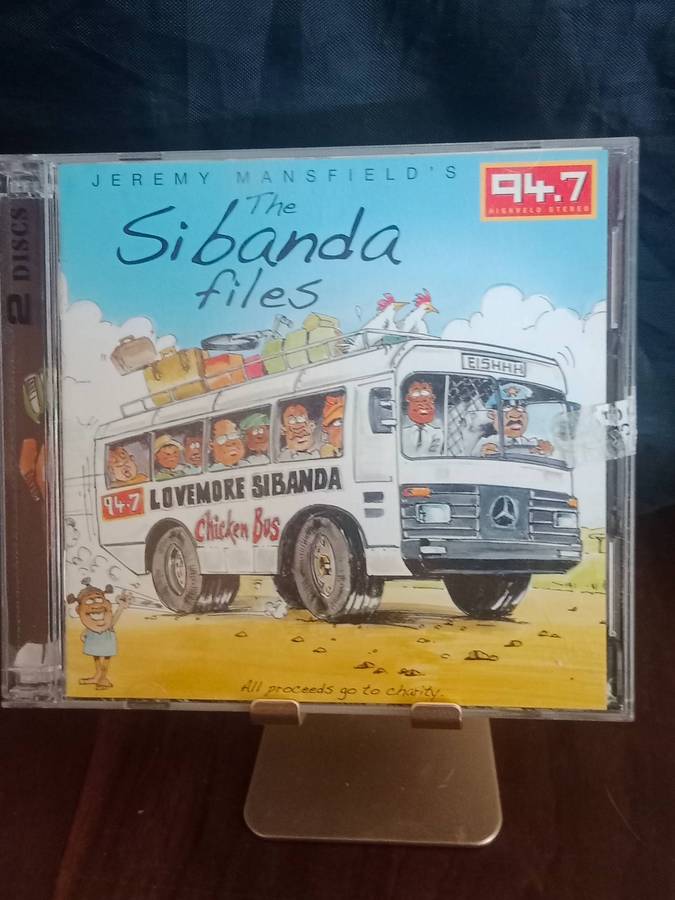 JEREMY MANSFIELD'S
The
Sibanda
files
94.7
HIGHVELD STEREO
2 DISCS
EISHHH
94.7
LOVEMORE SIBANDA
Chicken Bus
All proceeds go to charity.